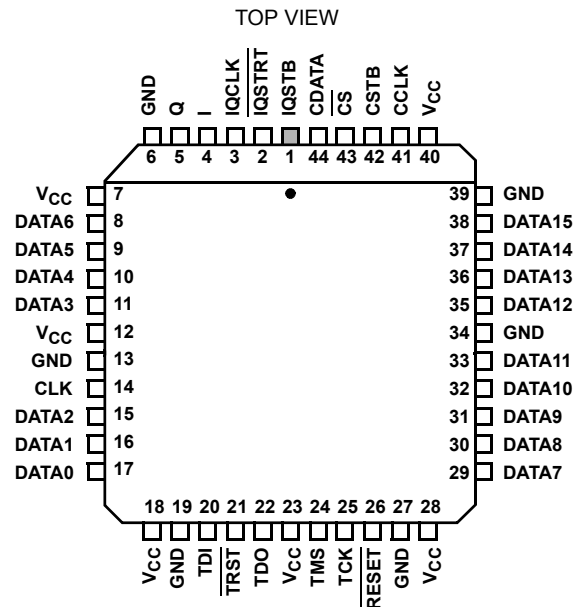 TOP VIEW
GND Q I IQCLK IQSTRT IQSTB CDATA CS CSTB CCLK VCC
6 5 4 3 2 1 44 43 42 41 40
VCC 7 39 GND
DATA6 8 38 DATA15
DATA5 9 37 DATA14
DATA4 10 36 DATA13
DATA3 11 35 DATA12
VCC 12 34 GND
GND 13 33 DATA11
CLK 14 32 DATA10
DATA2 15 31 DATA9
DATA1 16 30 DATA8
DATA0 17 29 DATA7
18 19 20 21 22 23 24 25 26 27 28
VCC GND TDI TRST TDO VCC TMS TCK RESET GND VCC